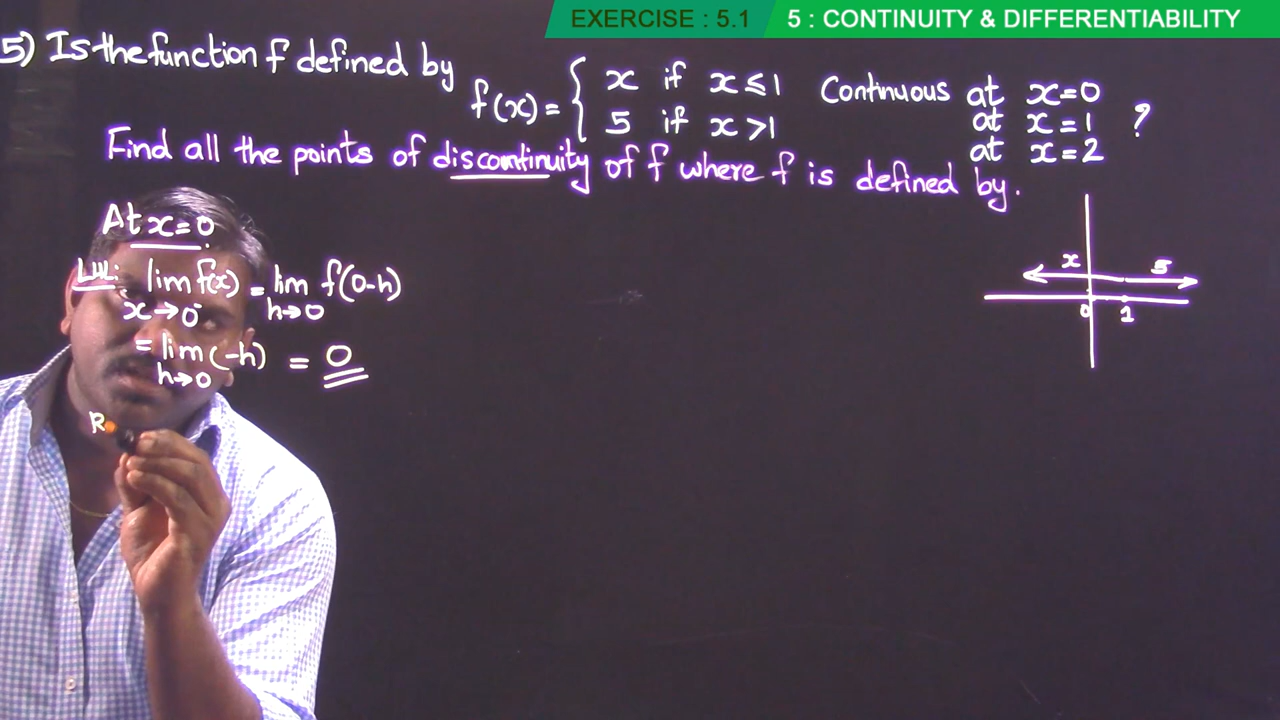 EXERCISE : 5.1 5 : CONTINUITY & DIFFERENTIABILITY
5) Is the function f defined by f(x) = { x if x ≤ 1 Continuous at x=0
5 if x >1 at x=1 ?
at x=2
Find all the points of discontinuity of f where f is defined by.
At x=0
LHL: lim f(x) = lim f(0-h)
x→0⁻ h→0
= lim (-h) = 0
h→0
R
x 5
0 1